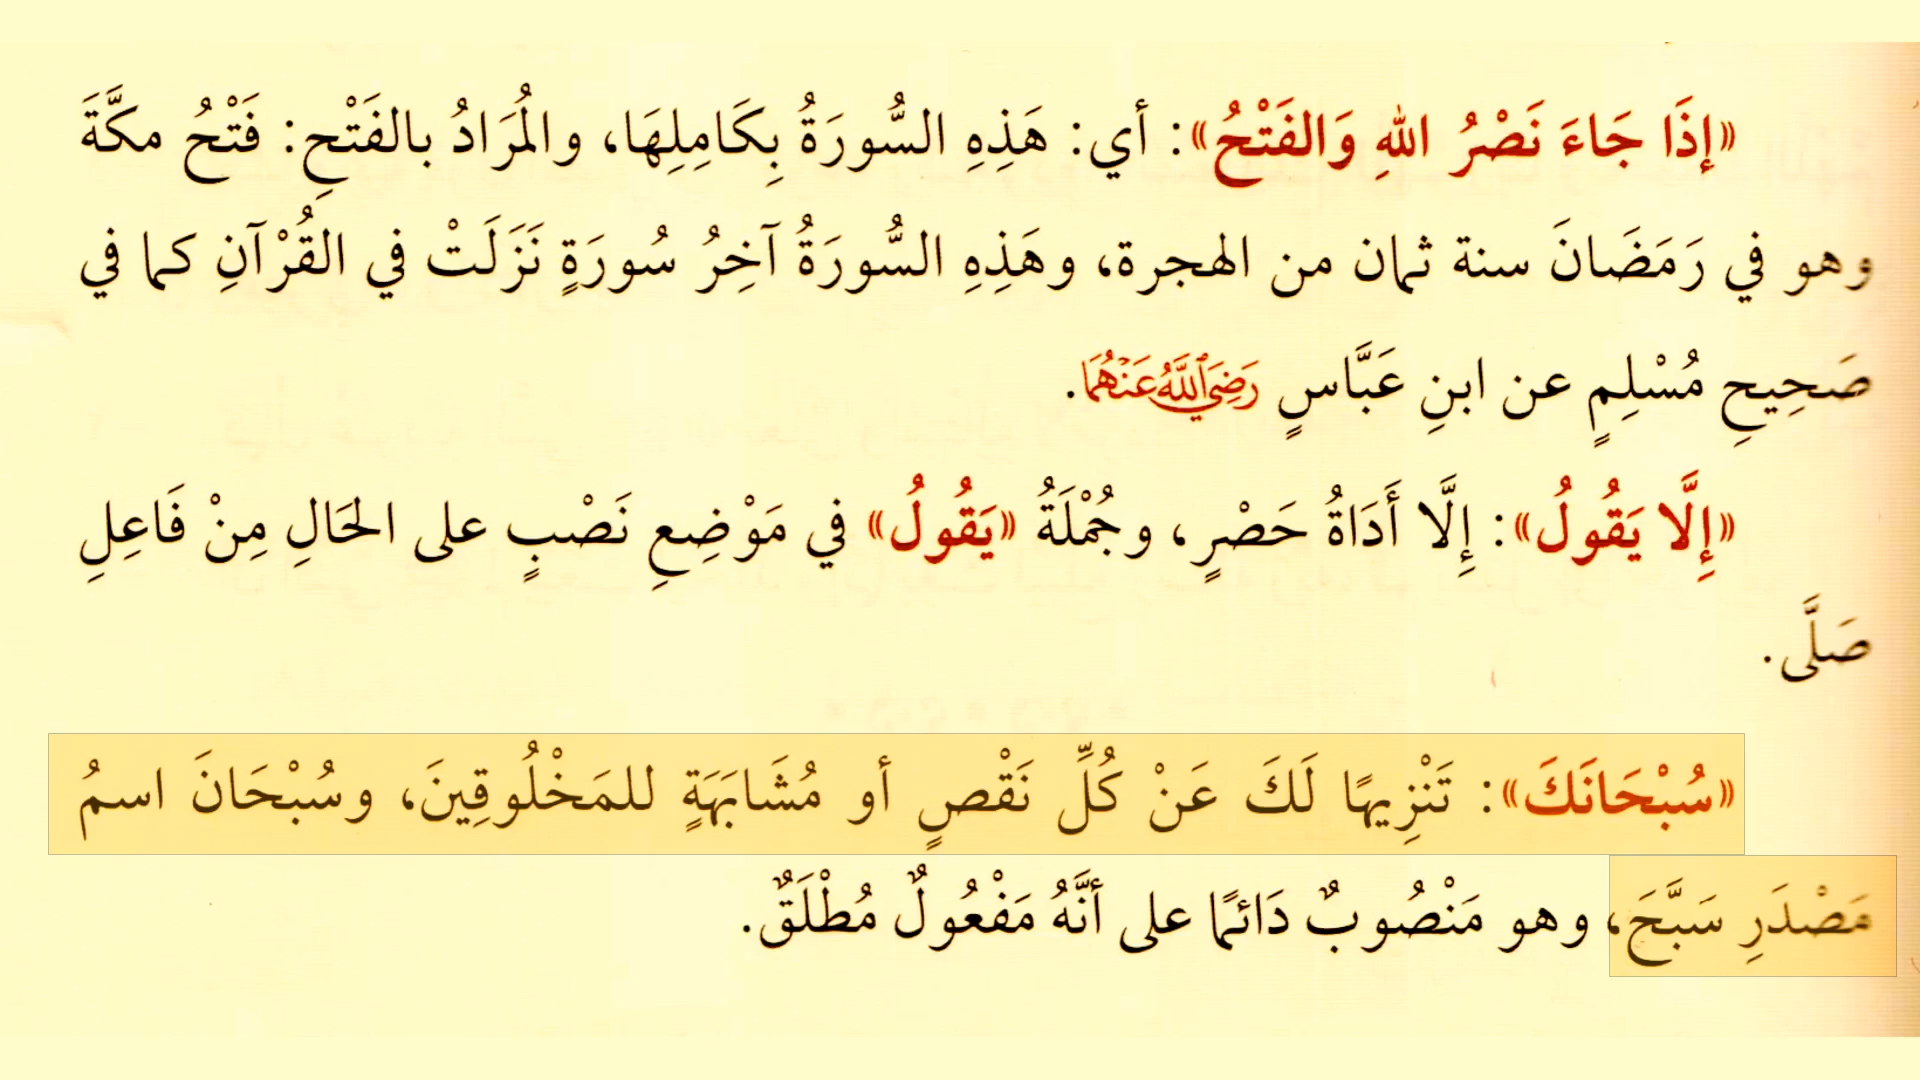 «إِذَا جَاءَ نَصْرُ اللهِ وَالفَتْحُ»: أي: هَذِهِ السُّورَةُ بِكَامِلِهَا، والمُرَادُ بالفَتْحِ: فَتْحُ مكَّةَ
وهو في رَمَضَانَ سنة ثمان من الهجرة، وهَذِهِ السُّورَةُ آخِرُ سُورَةٍ نَزَلَتْ في القُرْآنِ كما في
صَحِيحِ مُسْلِمٍ عن ابنِ عَبَّاسٍ رَضِيَ اللَّهُ عَنْهُمَا.
«إِلَّا يَقُولُ»: إِلَّا أَدَاةُ حَصْرٍ، وجُمْلَةُ «يَقُولُ» في مَوْضِعِ نَصْبٍ على الحَالِ مِنْ فَاعِلِ
صَلَّى.
«سُبْحَانَكَ»: تَنْزِيهًا لَكَ عَنْ كُلِّ نَقْصٍ أو مُشَابَهَةٍ للمَخْلُوقِينَ، وسُبْحَانَ اسمُ
مَصْدَرِ سَبَّحَ، وهو مَنْصُوبٌ دَائمًا على أنَّهُ مَفْعُولٌ مُطْلَقٌ.